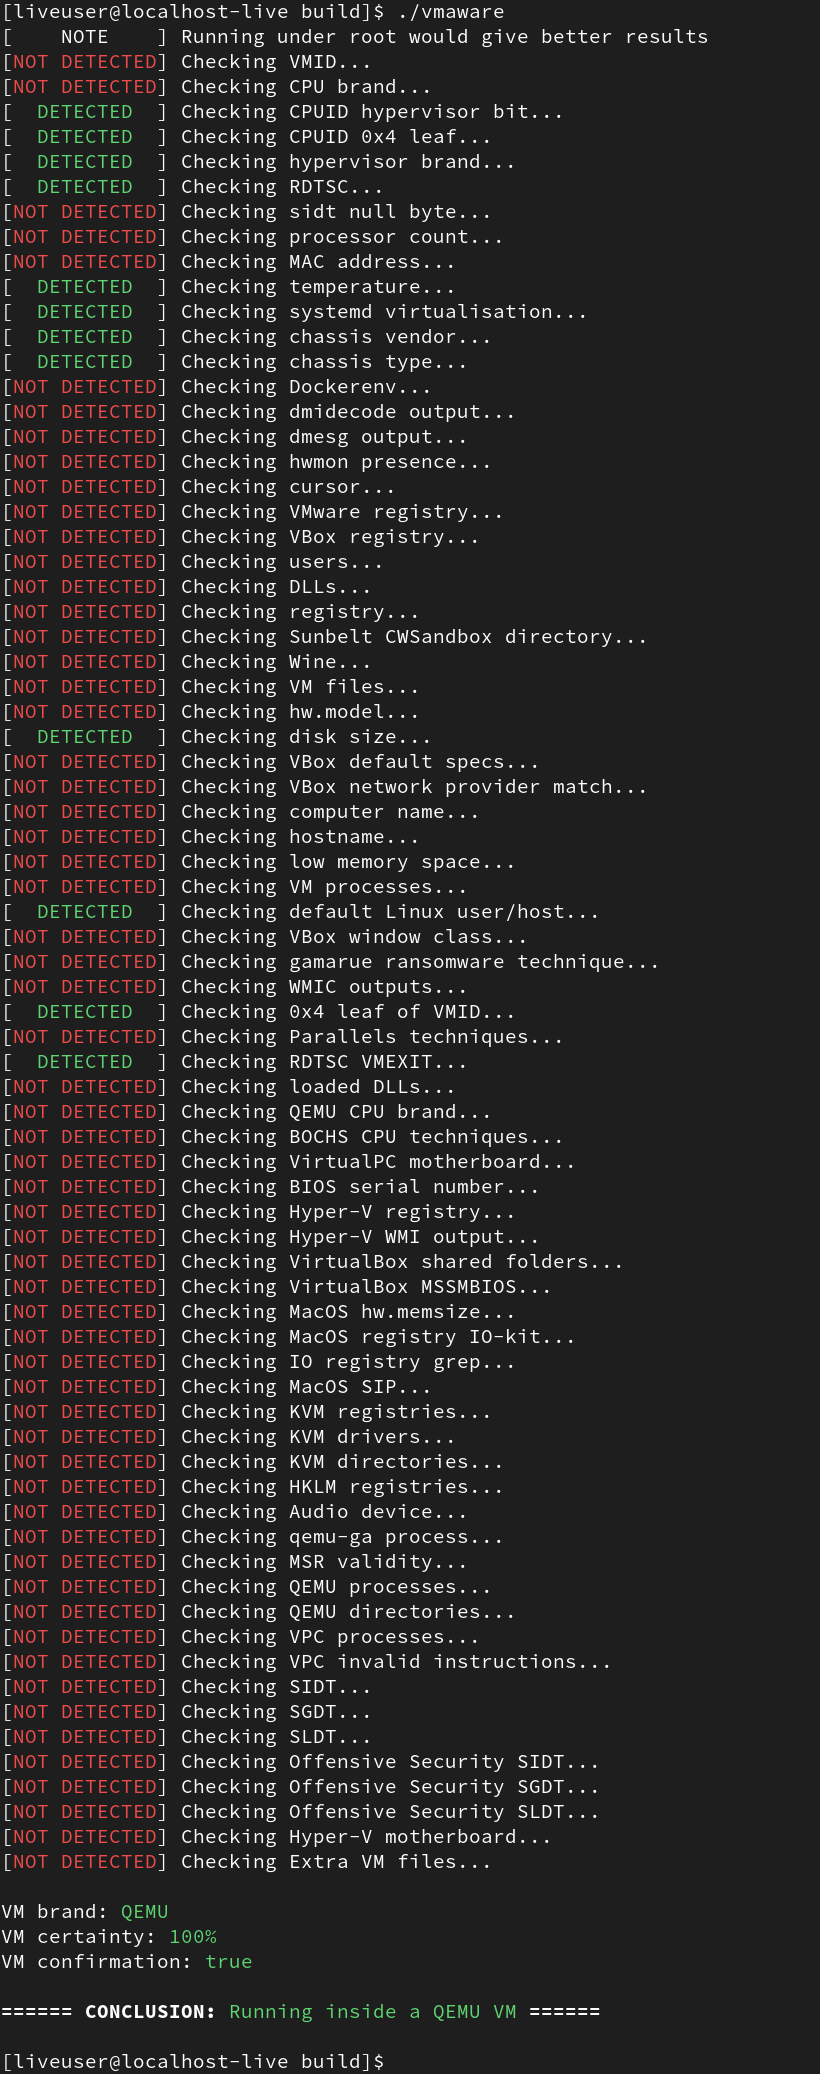 [liveuser@localhost-live build]$ ./vmaware
[    NOTE    ] Running under root would give better results
[NOT DETECTED] Checking VMID...
[NOT DETECTED] Checking CPU brand...
[  DETECTED  ] Checking CPUID hypervisor bit...
[  DETECTED  ] Checking CPUID 0x4 leaf...
[  DETECTED  ] Checking hypervisor brand...
[  DETECTED  ] Checking RDTSC...
[NOT DETECTED] Checking sidt null byte...
[NOT DETECTED] Checking processor count...
[NOT DETECTED] Checking MAC address...
[  DETECTED  ] Checking temperature...
[  DETECTED  ] Checking systemd virtualisation...
[  DETECTED  ] Checking chassis vendor...
[  DETECTED  ] Checking chassis type...
[NOT DETECTED] Checking Dockerenv...
[NOT DETECTED] Checking dmidecode output...
[NOT DETECTED] Checking dmesg output...
[NOT DETECTED] Checking hwmon presence...
[NOT DETECTED] Checking cursor...
[NOT DETECTED] Checking VMware registry...
[NOT DETECTED] Checking VBox registry...
[NOT DETECTED] Checking users...
[NOT DETECTED] Checking DLLs...
[NOT DETECTED] Checking registry...
[NOT DETECTED] Checking Sunbelt CWSandbox directory...
[NOT DETECTED] Checking Wine...
[NOT DETECTED] Checking VM files...
[NOT DETECTED] Checking hw.model...
[  DETECTED  ] Checking disk size...
[NOT DETECTED] Checking VBox default specs...
[NOT DETECTED] Checking VBox network provider match...
[NOT DETECTED] Checking computer name...
[NOT DETECTED] Checking hostname...
[NOT DETECTED] Checking low memory space...
[NOT DETECTED] Checking VM processes...
[  DETECTED  ] Checking default Linux user/host...
[NOT DETECTED] Checking VBox window class...
[NOT DETECTED] Checking gamarue ransomware technique...
[NOT DETECTED] Checking WMIC outputs...
[  DETECTED  ] Checking 0x4 leaf of VMID...
[NOT DETECTED] Checking Parallels techniques...
[  DETECTED  ] Checking RDTSC VMEXIT...
[NOT DETECTED] Checking loaded DLLs...
[NOT DETECTED] Checking QEMU CPU brand...
[NOT DETECTED] Checking BOCHS CPU techniques...
[NOT DETECTED] Checking VirtualPC motherboard...
[NOT DETECTED] Checking BIOS serial number...
[NOT DETECTED] Checking Hyper-V registry...
[NOT DETECTED] Checking Hyper-V WMI output...
[NOT DETECTED] Checking VirtualBox shared folders...
[NOT DETECTED] Checking VirtualBox MSSMBIOS...
[NOT DETECTED] Checking MacOS hw.memsize...
[NOT DETECTED] Checking MacOS registry IO-kit...
[NOT DETECTED] Checking IO registry grep...
[NOT DETECTED] Checking MacOS SIP...
[NOT DETECTED] Checking KVM registries...
[NOT DETECTED] Checking KVM drivers...
[NOT DETECTED] Checking KVM directories...
[NOT DETECTED] Checking HKLM registries...
[NOT DETECTED] Checking Audio device...
[NOT DETECTED] Checking qemu-ga process...
[NOT DETECTED] Checking MSR validity...
[NOT DETECTED] Checking QEMU processes...
[NOT DETECTED] Checking QEMU directories...
[NOT DETECTED] Checking VPC processes...
[NOT DETECTED] Checking VPC invalid instructions...
[NOT DETECTED] Checking SIDT...
[NOT DETECTED] Checking SGDT...
[NOT DETECTED] Checking SLDT...
[NOT DETECTED] Checking Offensive Security SIDT...
[NOT DETECTED] Checking Offensive Security SGDT...
[NOT DETECTED] Checking Offensive Security SLDT...
[NOT DETECTED] Checking Hyper-V motherboard...
[NOT DETECTED] Checking Extra VM files...
VM brand: QEMU
VM certainty: 100%
VM confirmation: true
====== CONCLUSION: Running inside a QEMU VM ======
[liveuser@localhost-live build]$